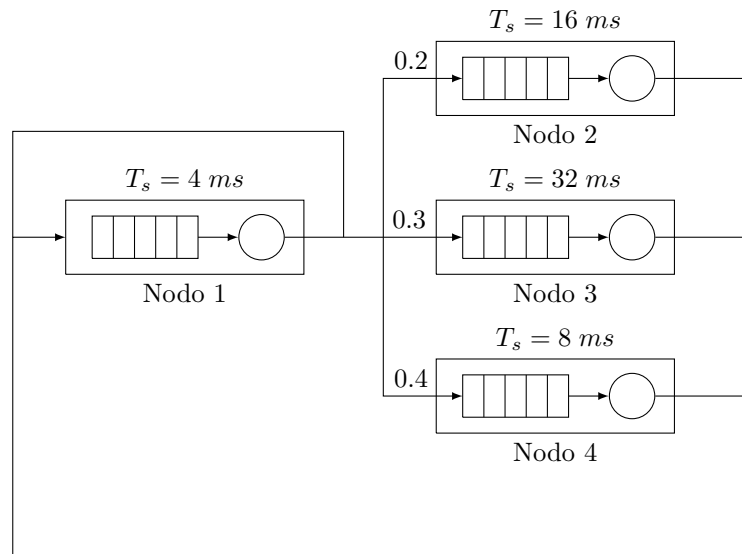 T_s = 16 ms
0.2
Nodo 2
T_s = 4 ms
Nodo 1
T_s = 32 ms
0.3
Nodo 3
T_s = 8 ms
0.4
Nodo 4